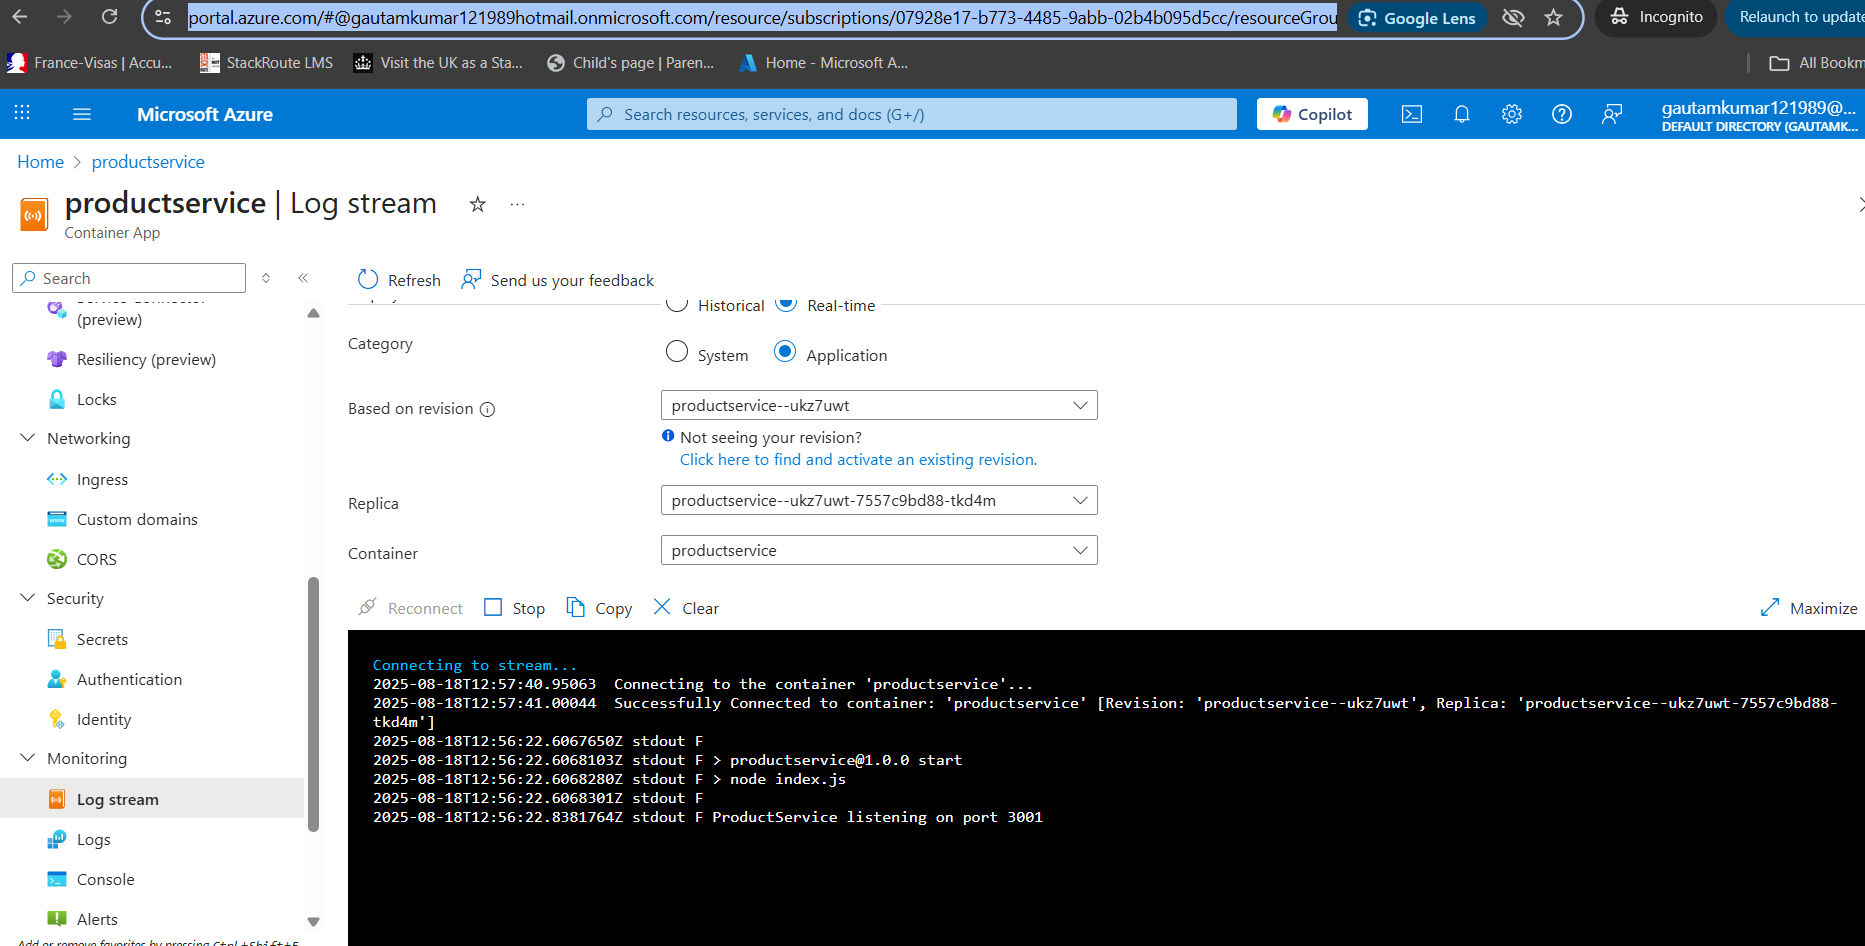 portal.azure.com/#@gautamkumar121989hotmail.onmicrosoft.com/resource/subscriptions/07928e17-b773-4485-9abb-02b4b095d5cc/resourceGrou
Google Lens
Incognito
Relaunch to update
France-Visas | Accu...
StackRoute LMS
Visit the UK as a Sta...
Child's page | Paren...
Home - Microsoft A...
All Bookm
Microsoft Azure
Search resources, services, and docs (G+/)
Copilot
gautamkumar121989@...
DEFAULT DIRECTORY (GAUTAMK...
Home > productservice
productservice | Log stream
Container App
Search
Refresh
Send us your feedback
Historical
Real-time
(preview)
Category
System
Application
Resiliency (preview)
Locks
Based on revision
productservice--ukz7uwt
Not seeing your revision?
Click here to find and activate an existing revision.
Networking
Ingress
Replica
productservice--ukz7uwt-7557c9bd88-tkd4m
Custom domains
Container
productservice
CORS
Security
Reconnect
Stop
Copy
Clear
Maximize
Secrets
Authentication
Identity
Monitoring
Log stream
Logs
Console
Alerts
Add or remove favorites by pressing Ctrl+Shift+F
Connecting to stream...
2025-08-18T12:57:40.95063  Connecting to the container 'productservice'...
2025-08-18T12:57:41.00044  Successfully Connected to container: 'productservice' [Revision: 'productservice--ukz7uwt', Replica: 'productservice--ukz7uwt-7557c9bd88-
tkd4m']
2025-08-18T12:56:22.6067650Z stdout F
2025-08-18T12:56:22.6068103Z stdout F > productservice@1.0.0 start
2025-08-18T12:56:22.6068280Z stdout F > node index.js
2025-08-18T12:56:22.6068301Z stdout F
2025-08-18T12:56:22.8381764Z stdout F ProductService listening on port 3001